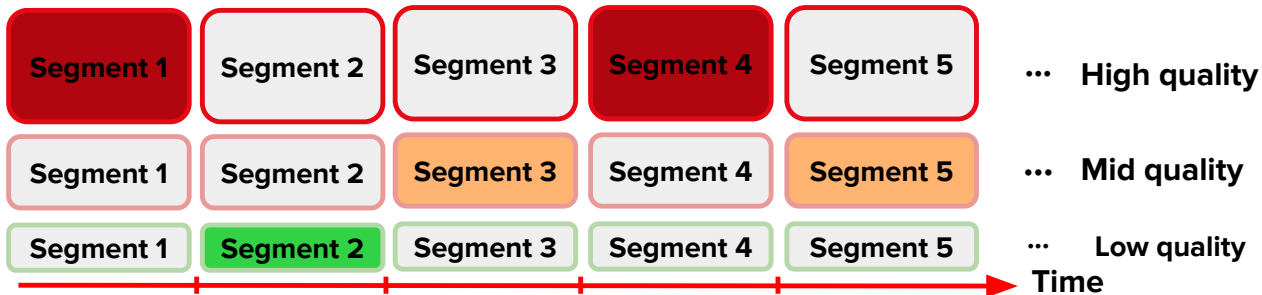 Segment 1 Segment 2 Segment 3 Segment 4 Segment 5 ... High quality
Segment 1 Segment 2 Segment 3 Segment 4 Segment 5 ... Mid quality
Segment 1 Segment 2 Segment 3 Segment 4 Segment 5 ... Low quality
Time